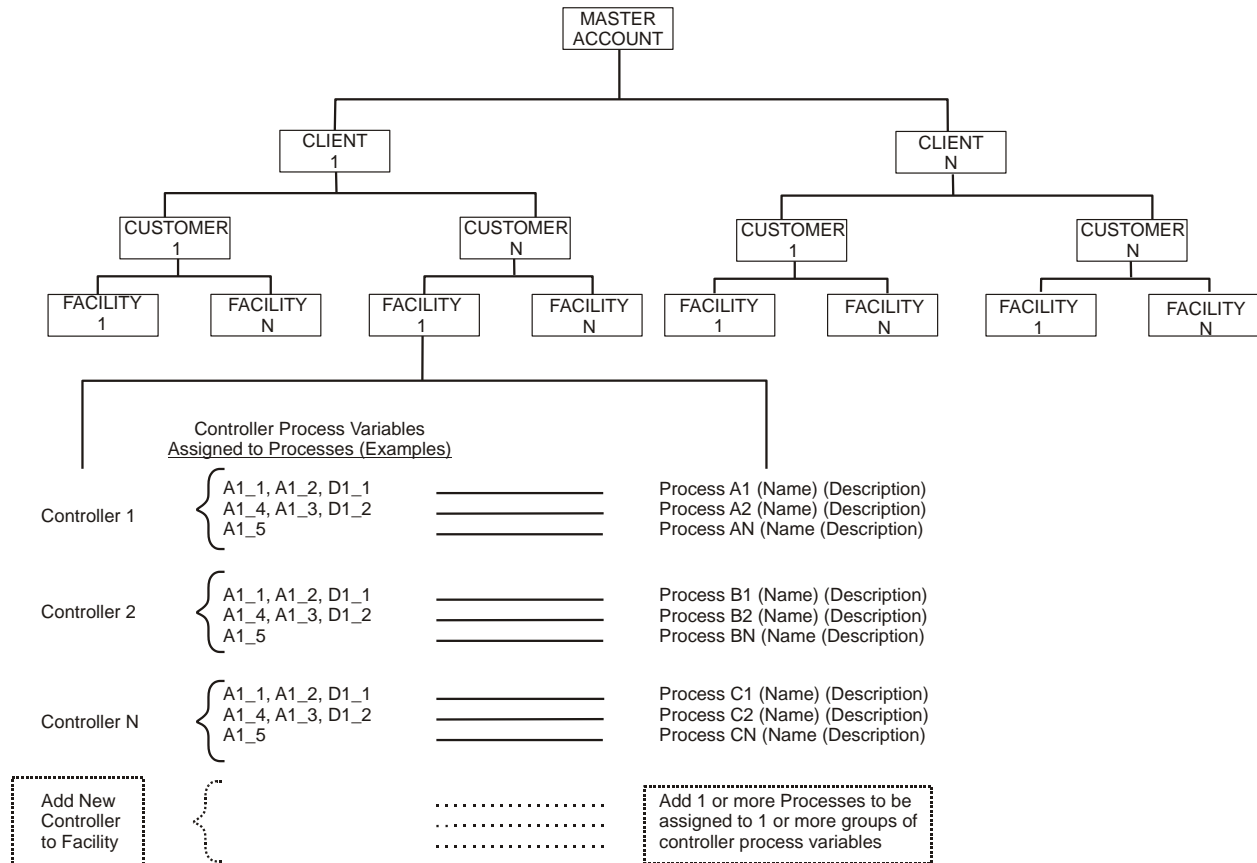 MASTER
ACCOUNT
CLIENT
1
CLIENT
N
CUSTOMER
1
CUSTOMER
N
CUSTOMER
1
CUSTOMER
N
FACILITY
1
FACILITY
N
FACILITY
1
FACILITY
N
FACILITY
1
FACILITY
N
FACILITY
1
FACILITY
N
Controller Process Variables
Assigned to Processes (Examples)
Controller 1
A1_1, A1_2, D1_1
A1_4, A1_3, D1_2
A1_5
Process A1 (Name) (Description)
Process A2 (Name) (Description)
Process AN (Name (Description)
Controller 2
A1_1, A1_2, D1_1
A1_4, A1_3, D1_2
A1_5
Process B1 (Name) (Description)
Process B2 (Name) (Description)
Process BN (Name (Description)
Controller N
A1_1, A1_2, D1_1
A1_4, A1_3, D1_2
A1_5
Process C1 (Name) (Description)
Process C2 (Name) (Description)
Process CN (Name (Description)
Add New
Controller
to Facility
Add 1 or more Processes to be
assigned to 1 or more groups of
controller process variables